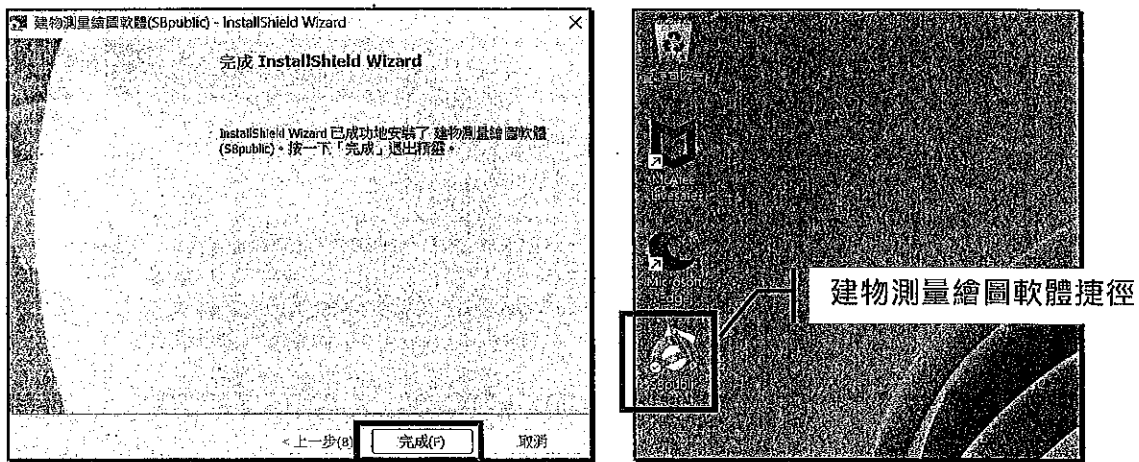 建物測量繪圖軟體(SBpublic) - InstallShield Wizard
完成 InstallShield Wizard
InstallShield Wizard 已成功地安裝了 建物測量繪圖軟體
(SBpublic)。按一下「完成」退出精靈。
<上一步(B)
完成(F)
取消
Microsoft
建物測量繪圖軟體捷徑